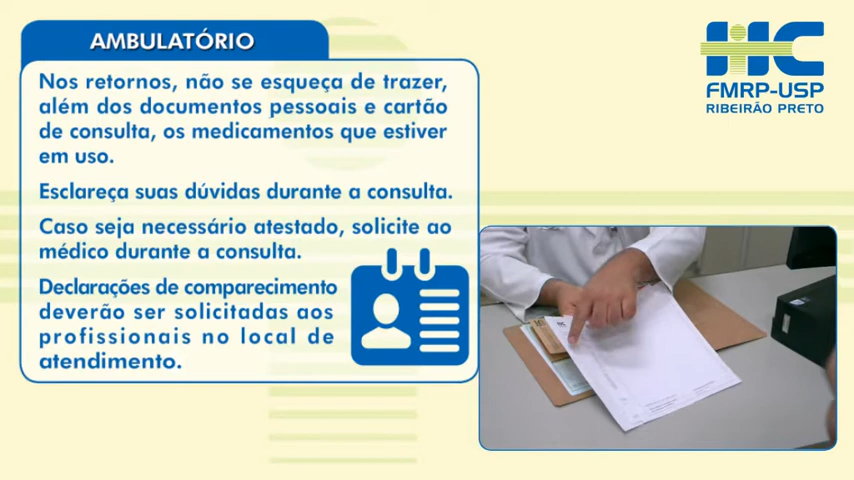 AMBULATÓRIO
Nos retornos, não se esqueça de trazer,
além dos documentos pessoais e cartão
de consulta, os medicamentos que estiver
em uso.
Esclareça suas dúvidas durante a consulta.
Caso seja necessário atestado, solicite ao
médico durante a consulta.
Declarações de comparecimento
deverão ser solicitadas aos
profissionais no local de
atendimento.
HC
FMRP-USP
RIBEIRÃO PRETO